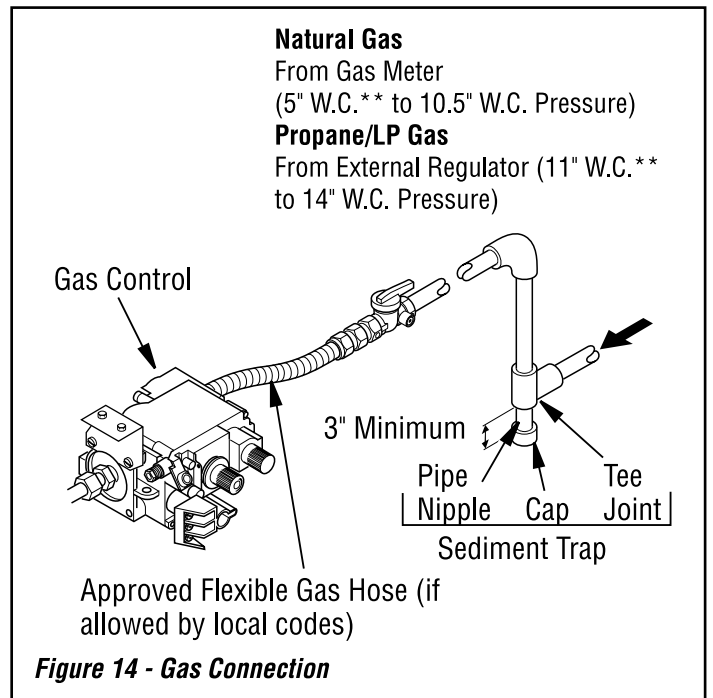 Natural Gas
From Gas Meter
(5" W.C.** to 10.5" W.C. Pressure)
Propane/LP Gas
From External Regulator (11" W.C.**
to 14" W.C. Pressure)
Gas Control
3" Minimum
Pipe
Nipple
Cap
Tee
Joint
Sediment Trap
Approved Flexible Gas Hose (if
allowed by local codes)
Figure 14 - Gas Connection